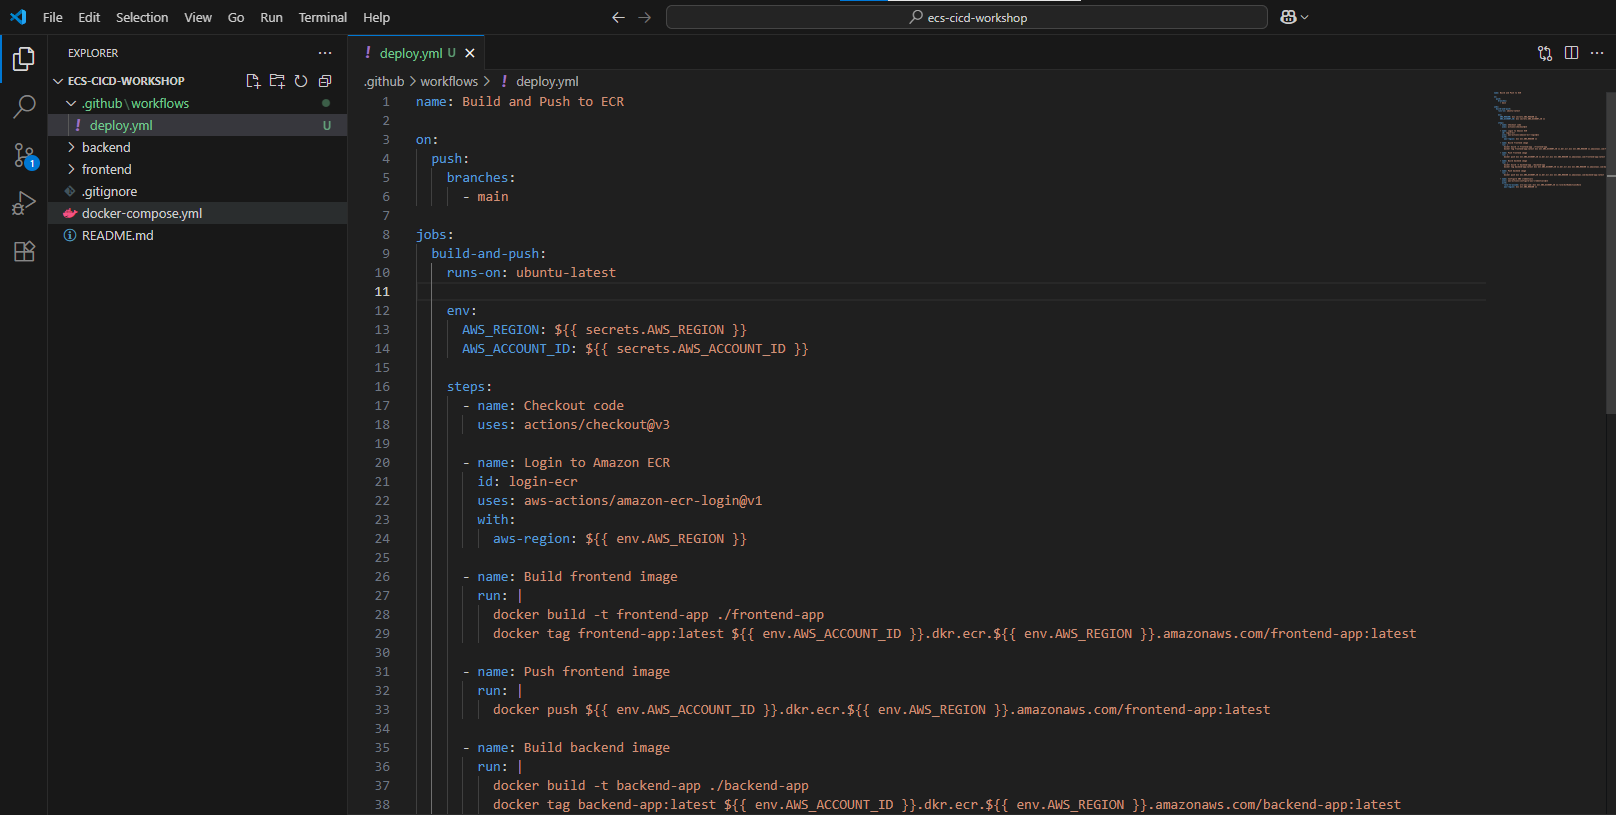 File Edit Selection View Go Run Terminal Help
ecs-cicd-workshop
EXPLORER
ECS-CICD-WORKSHOP
.github\workflows
! deploy.yml U
backend
frontend
.gitignore
docker-compose.yml
README.md
1
! deploy.yml U
.github > workflows > ! deploy.yml
1 name: Build and Push to ECR
2
3 on:
4 push:
5 branches:
6 - main
7
8 jobs:
9 build-and-push:
10 runs-on: ubuntu-latest
11
12 env:
13 AWS_REGION: ${{ secrets.AWS_REGION }}
14 AWS_ACCOUNT_ID: ${{ secrets.AWS_ACCOUNT_ID }}
15
16 steps:
17 - name: Checkout code
18 uses: actions/checkout@v3
19
20 - name: Login to Amazon ECR
21 id: login-ecr
22 uses: aws-actions/amazon-ecr-login@v1
23 with:
24 aws-region: ${{ env.AWS_REGION }}
25
26 - name: Build frontend image
27 run: |
28 docker build -t frontend-app ./frontend-app
29 docker tag frontend-app:latest ${{ env.AWS_ACCOUNT_ID }}.dkr.ecr.${{ env.AWS_REGION }}.amazonaws.com/frontend-app:latest
30
31 - name: Push frontend image
32 run: |
33 docker push ${{ env.AWS_ACCOUNT_ID }}.dkr.ecr.${{ env.AWS_REGION }}.amazonaws.com/frontend-app:latest
34
35 - name: Build backend image
36 run: |
37 docker build -t backend-app ./backend-app
38 docker tag backend-app:latest ${{ env.AWS_ACCOUNT_ID }}.dkr.ecr.${{ env.AWS_REGION }}.amazonaws.com/backend-app:latest